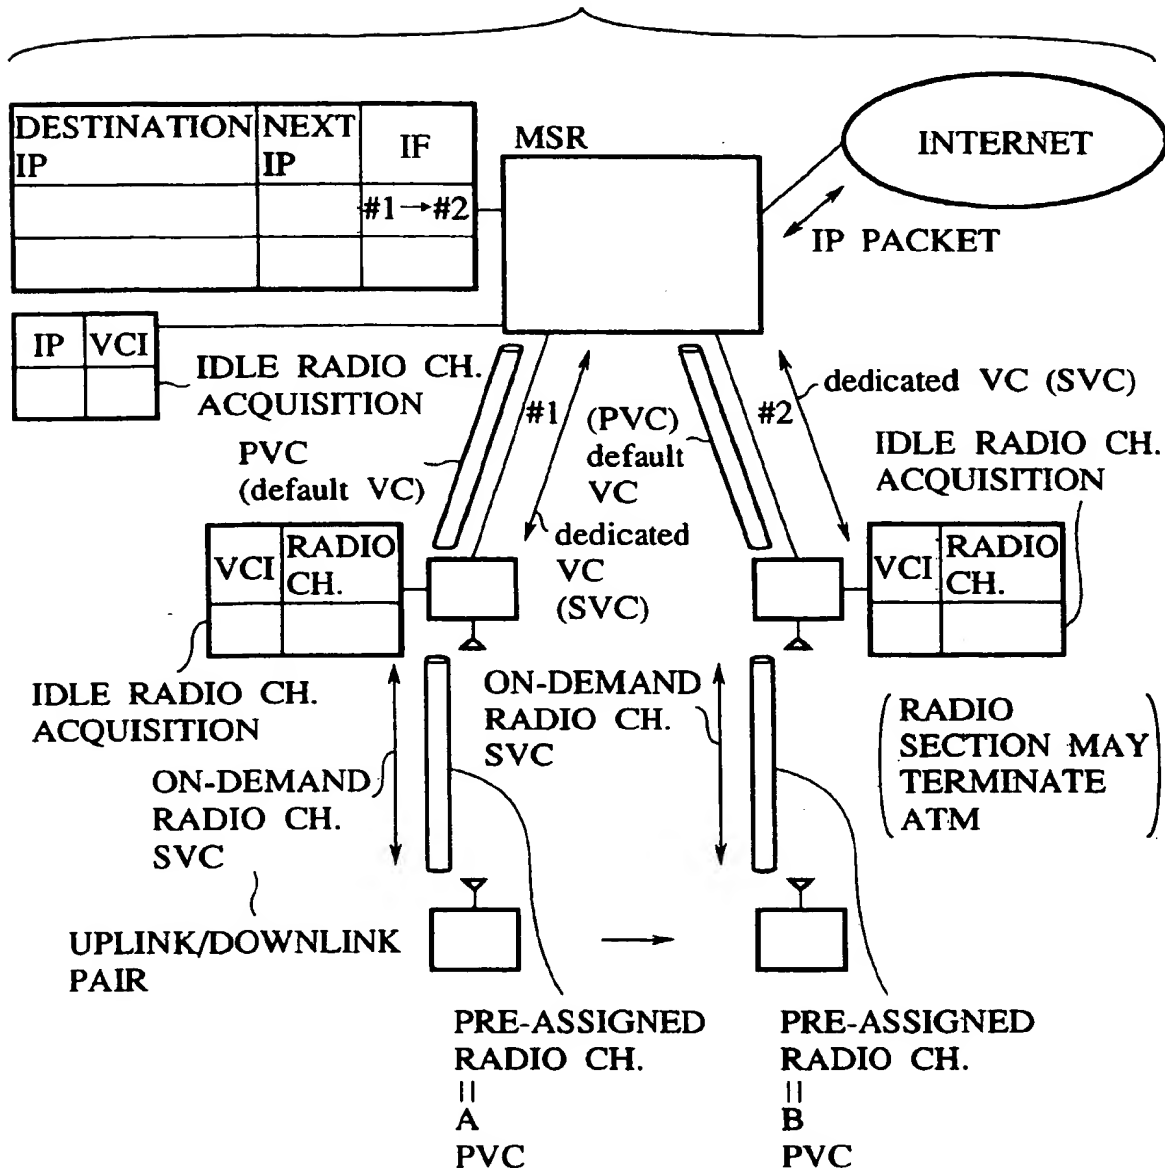 DESTINATION IP
NEXT IP
IF
#1→#2
MSR
INTERNET
IP PACKET
IP
VCI
IDLE RADIO CH.
ACQUISITION
PVC
(default VC)
#1
dedicated
VC
(SVC)
(PVC)
default
VC
#2
dedicated VC (SVC)
IDLE RADIO CH.
ACQUISITION
VCI
RADIO
CH.
VCI
RADIO
CH.
IDLE RADIO CH.
ACQUISITION
ON-DEMAND
RADIO CH.
SVC
ON-DEMAND
RADIO CH.
SVC
RADIO
SECTION MAY
TERMINATE
ATM
UPLINK/DOWNLINK
PAIR
PRE-ASSIGNED
RADIO CH.
=
A
PVC
PRE-ASSIGNED
RADIO CH.
=
B
PVC